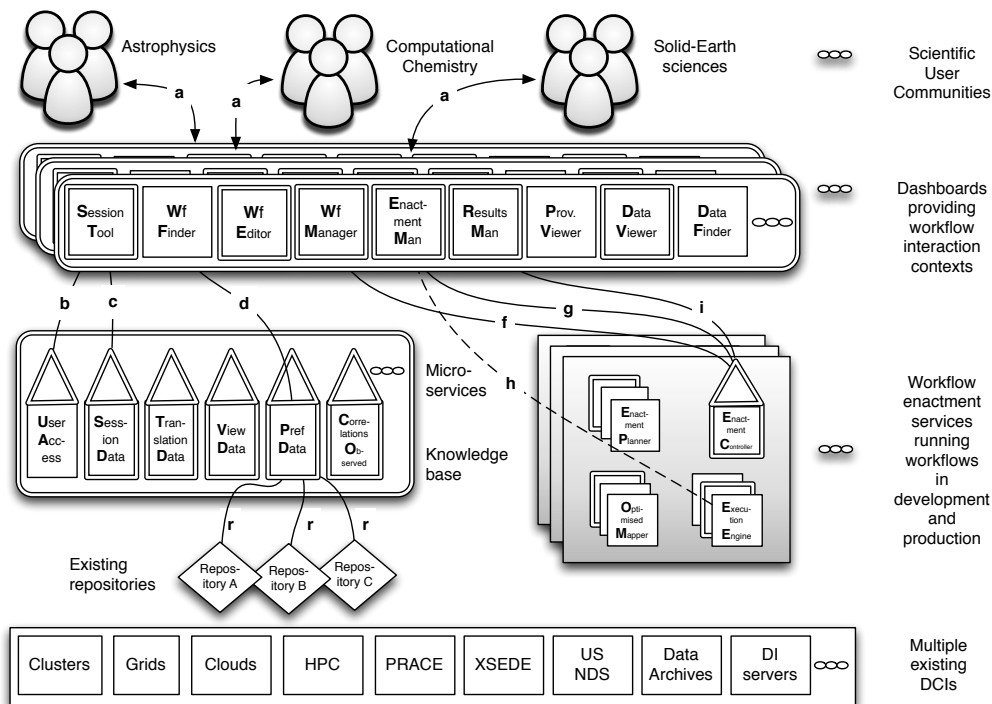 Astrophysics
Computational
Chemistry
Solid-Earth
sciences
Scientific
User
Communities
a
a
a
Session
Tool
Wf
Finder
Wf
Editor
Wf
Manager
Enact-
ment
Man
Results
Man
Prov.
Viewer
Data
Viewer
Data
Finder
Dashboards
providing
workflow
interaction
contexts
b
c
d
f
g
i
h
User
Acc-
ess
Sess-
ion
Data
Tran-
slation
Data
View
Data
Pref
Data
Corre-
lations
Ob-
served
Micro-
services
Knowledge
base
Enact-
ment
Planner
Enact-
ment
Controller
Opti-
mised
Mapper
Execu-
tion
Engine
Workflow
enactment
services
running
workflows
in
development
and
production
r
r
r
Existing
repositories
Repos-
itory A
Repos-
itory B
Repos-
itory C
Clusters
Grids
Clouds
HPC
PRACE
XSEDE
US
NDS
Data
Archives
DI
servers
Multiple
existing
DCIs